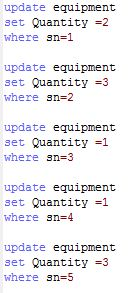 update equipment
set Quantity =2
where sn=1
update equipment
set Quantity =3
where sn=2
update equipment
set Quantity =1
where sn=3
update equipment
set Quantity =1
where sn=4
update equipment
set Quantity =3
where sn=5